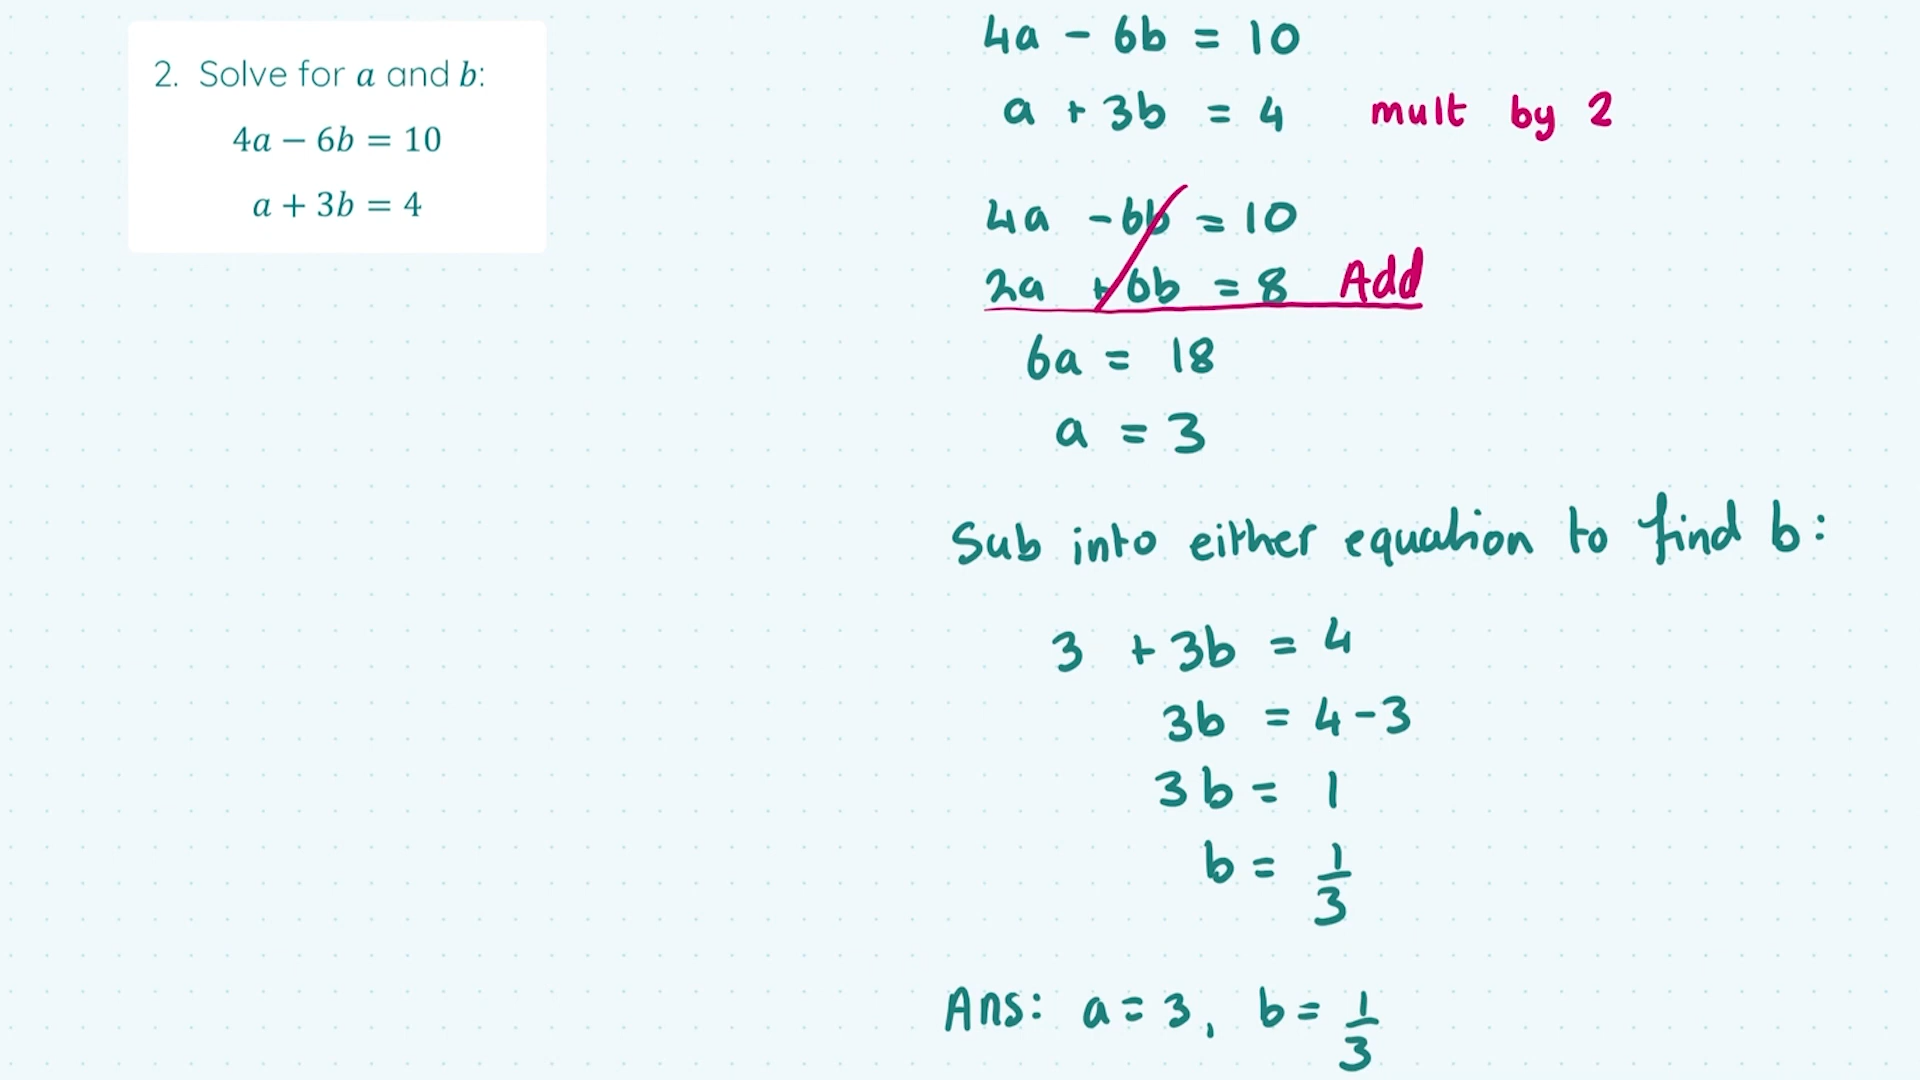 2. Solve for a and b:
4a − 6b = 10
a + 3b = 4
4a - 6b = 10
a + 3b = 4 mult by 2
4a - 6b = 10
2a + 6b = 8 Add
6a = 18
a = 3
Sub into either equation to find b:
3 + 3b = 4
3b = 4 - 3
3b = 1
b = 1/3
Ans: a = 3, b = 1/3